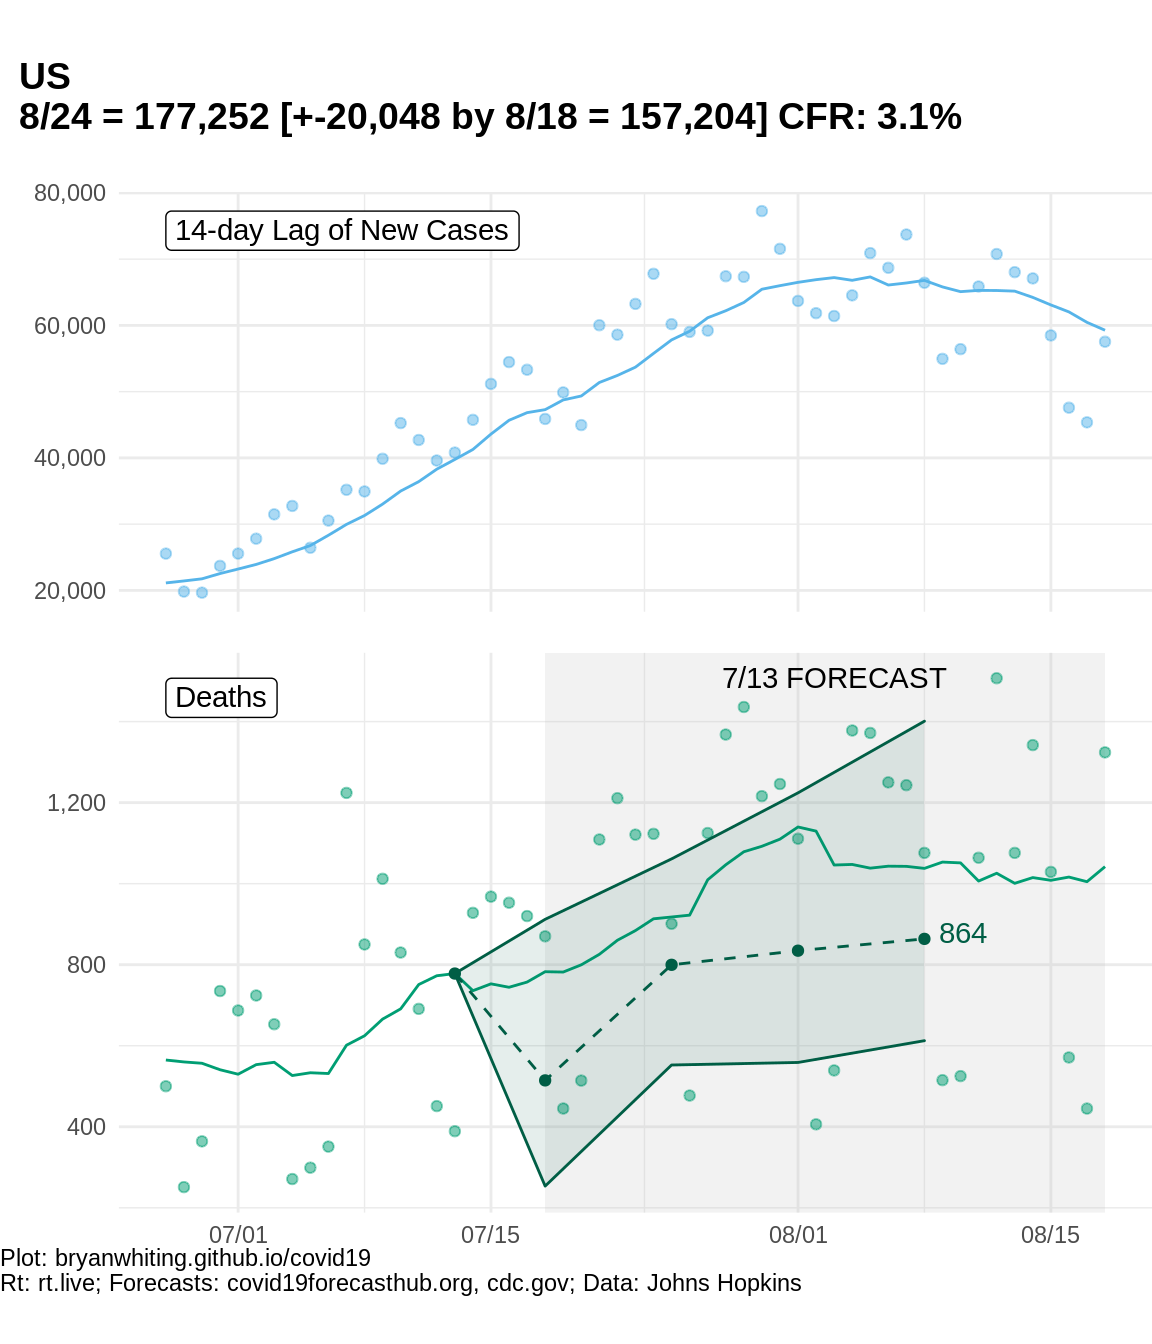 US
8/24 = 177,252 [+-20,048 by 8/18 = 157,204] CFR: 3.1%
80,000
14-day Lag of New Cases
60,000
40,000
20,000
7/13 FORECAST
Deaths
1,200
864
800
400
07/01 07/15 08/01 08/15
Plot: bryanwhiting.github.io/covid19
Rt: rt.live; Forecasts: covid19forecasthub.org, cdc.gov; Data: Johns Hopkins